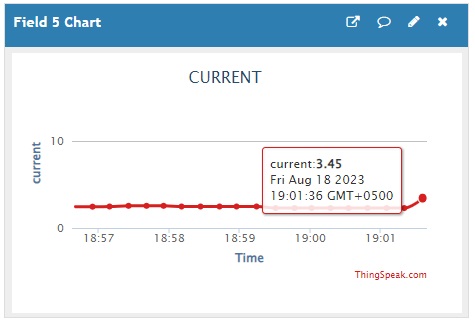 Field 5 Chart
CURRENT
current
10
0
current:3.45
Fri Aug 18 2023
19:01:36 GMT+0500
18:57 18:58 18:59 19:00 19:01
Time
ThingSpeak.com